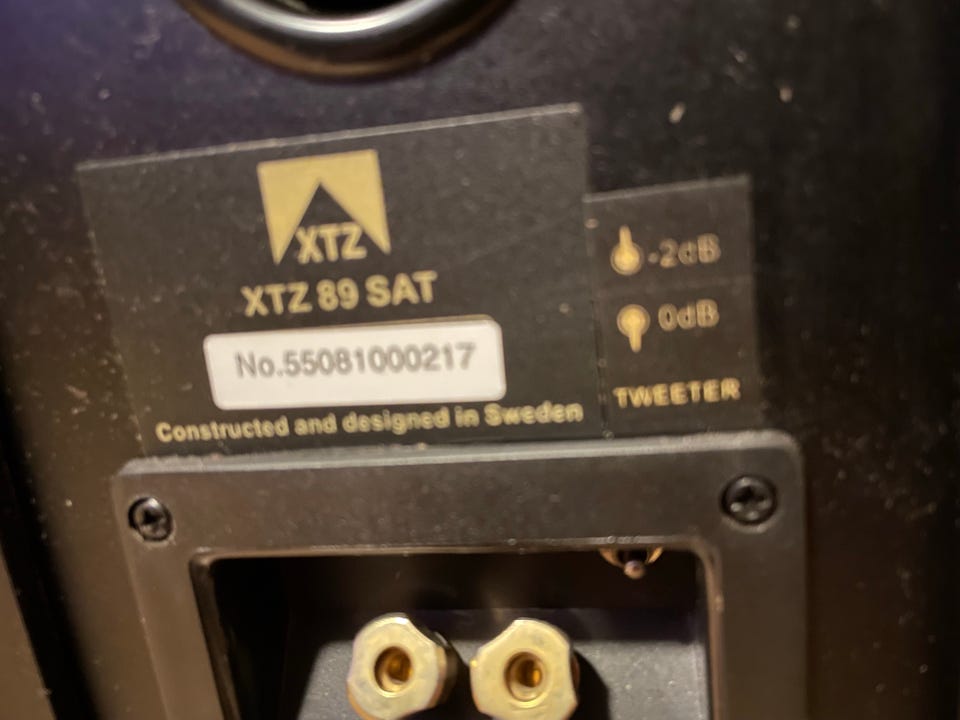 XTZ
XTZ 89 SAT
No.55081000217
Constructed and designed in Sweden
-2dB
0dB
TWEETER